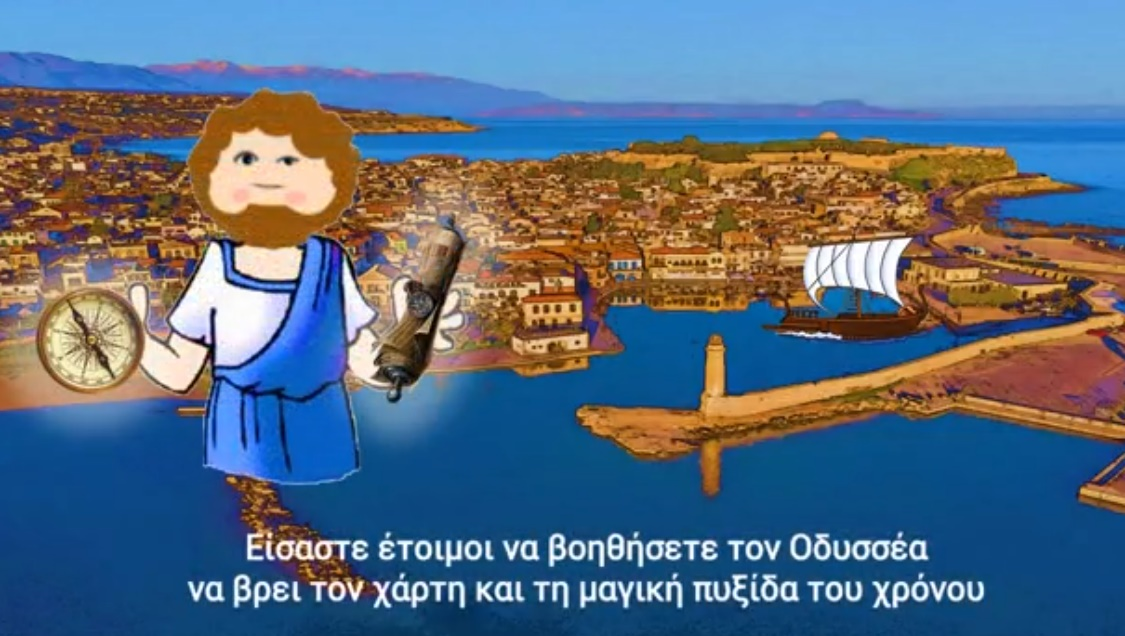 Είσαστε έτοιμοι να βοηθήσετε τον Οδυσσέα
να βρει τον χάρτη και τη μαγική πυξίδα του χρόνου